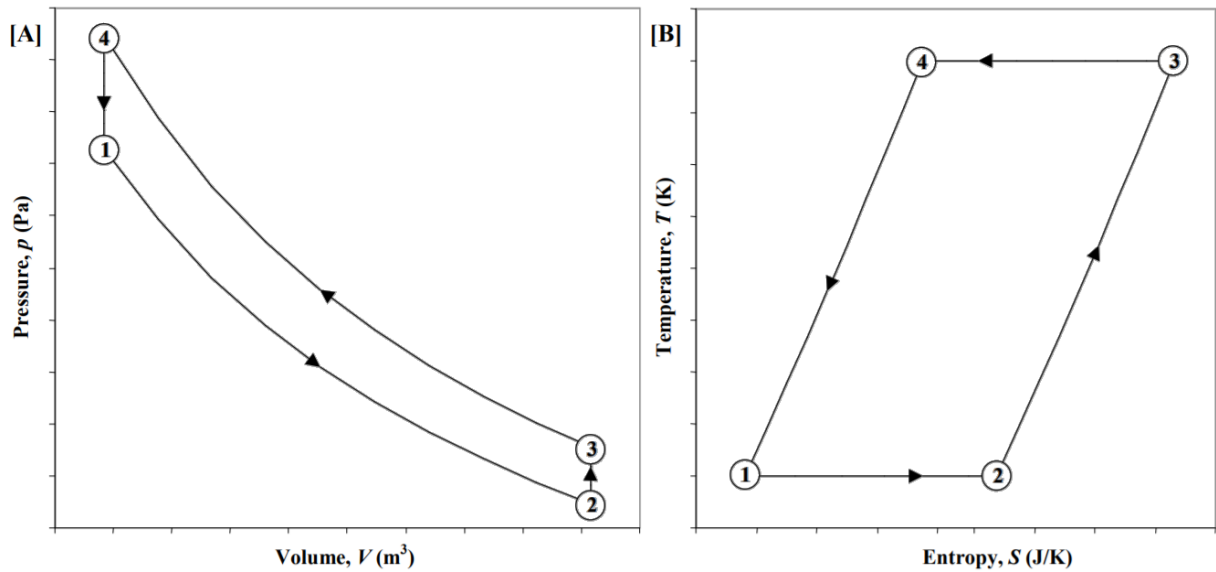 [A]
4
1
3
2
Pressure, p (Pa)
Volume, V (m³)
[B]
4
3
1
2
Temperature, T (K)
Entropy, S (J/K)